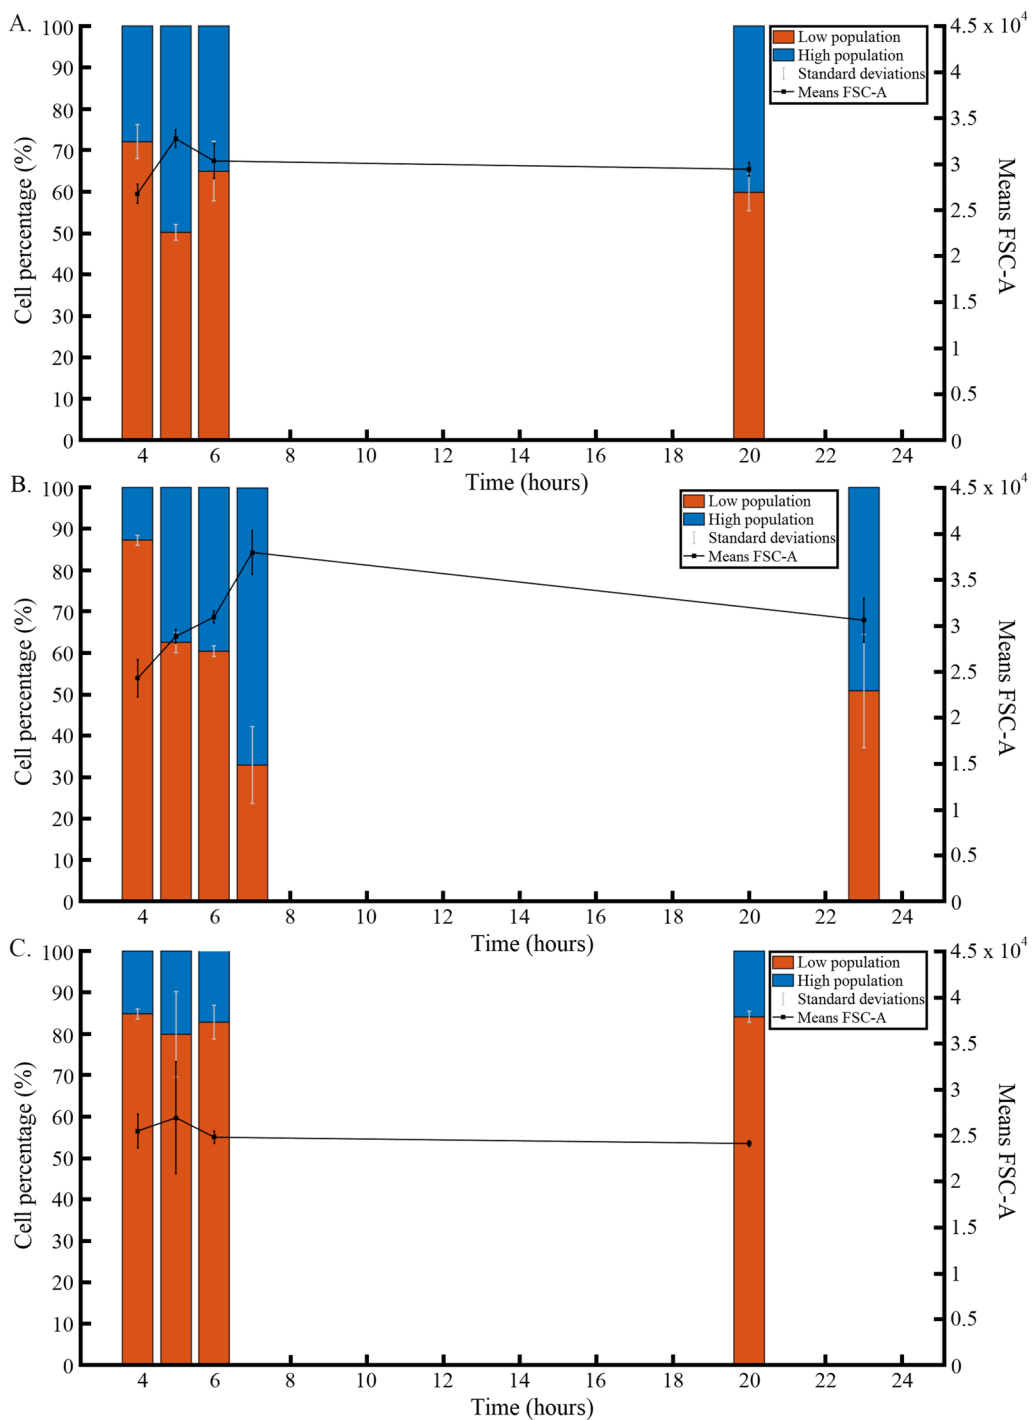 A.
Cell percentage (%)
100
90
80
70
60
50
40
30
20
10
0
4.5 x 10^4
4
3.5
3
2.5
2
1.5
1
0.5
0
Means FSC-A
Low population
High population
Standard deviations
Means FSC-A
4 6 8 10 12 14 16 18 20 22 24
Time (hours)
B.
Cell percentage (%)
100
90
80
70
60
50
40
30
20
10
0
4.5 x 10^4
4
3.5
3
2.5
2
1.5
1
0.5
0
Means FSC-A
Low population
High population
Standard deviations
Means FSC-A
4 6 8 10 12 14 16 18 20 22 24
Time (hours)
C.
Cell percentage (%)
100
90
80
70
60
50
40
30
20
10
0
4.5 x 10^4
4
3.5
3
2.5
2
1.5
1
0.5
0
Means FSC-A
Low population
High population
Standard deviations
Means FSC-A
4 6 8 10 12 14 16 18 20 22 24
Time (hours)